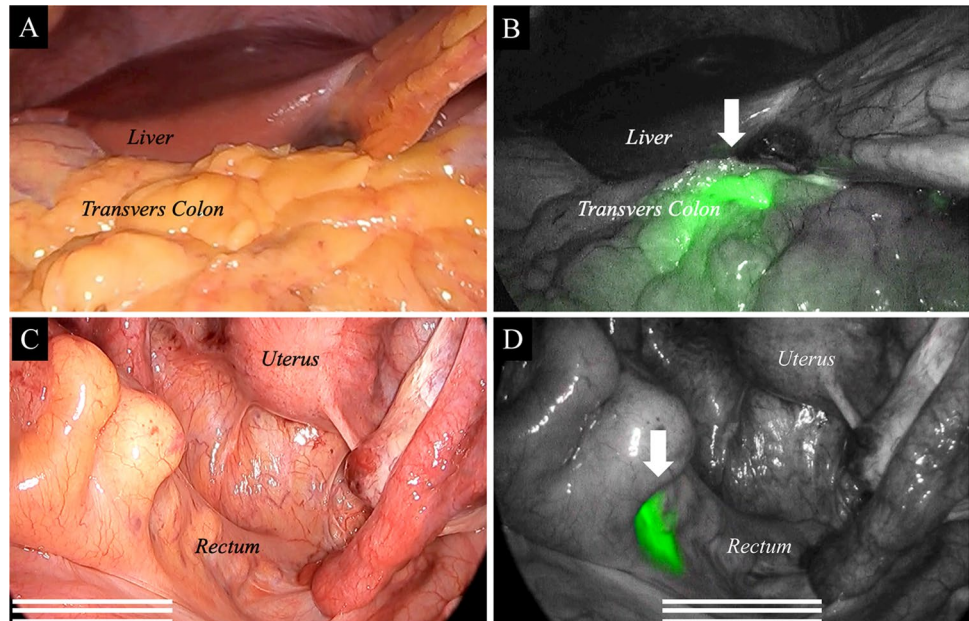 A
Liver
Transvers Colon
B
Liver
Transvers Colon
C
Uterus
Rectum
D
Uterus
Rectum